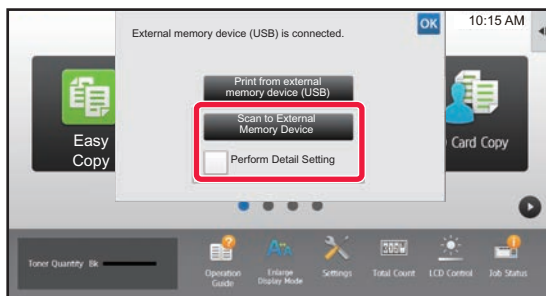 External memory device (USB) is connected.
OK
10:15 AM
Print from external
memory device (USB)
Scan to External
Memory Device
Perform Detail Setting
Easy
Copy
Card Copy
Toner Quantity Bk
Operation
Guide
Enlarge
Display Mode
Settings
Total Count
LCD Control
Job Status